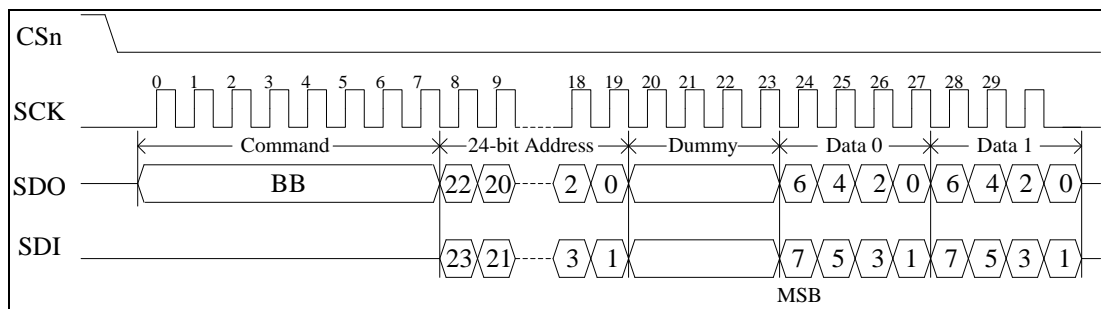 CSn
0 1 2 3 4 5 6 7 8 9 18 19 20 21 22 23 24 25 26 27 28 29
SCK
Command 24-bit Address Dummy Data 0 Data 1
SDO BB 22 20 2 0 6 4 2 0 6 4 2 0
SDI 23 21 3 1 7 5 3 1 7 5 3 1
MSB